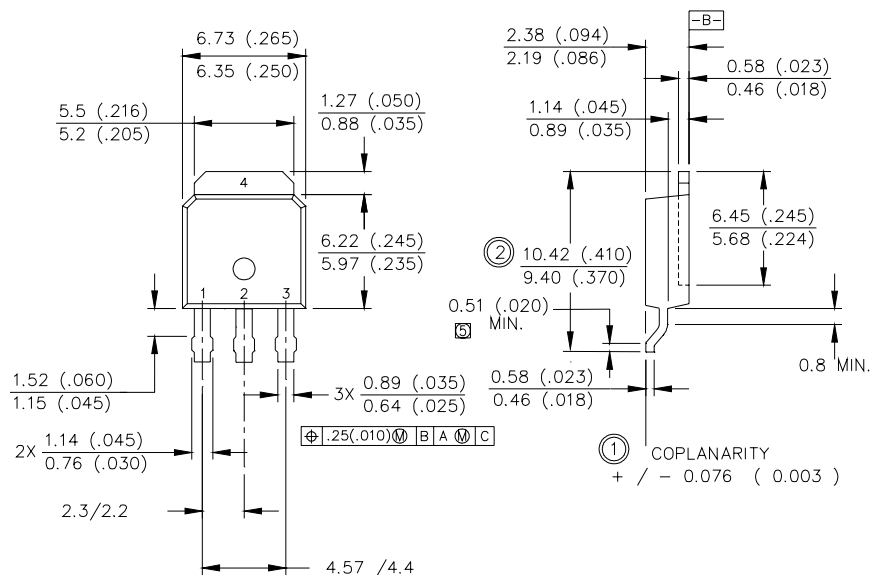 6.73 (.265)
6.35 (.250)
5.5 (.216)
5.2 (.205)
1.27 (.050)
0.88 (.035)
4
6.22 (.245)
5.97 (.235)
1 2 3
1.52 (.060)
1.15 (.045)
3X 0.89 (.035)
0.64 (.025)
⌖ .25(.010)Ⓜ B A Ⓜ C
2X 1.14 (.045)
0.76 (.030)
2.3/2.2
4.57 /4.4
-B-
2.38 (.094)
2.19 (.086)
0.58 (.023)
0.46 (.018)
1.14 (.045)
0.89 (.035)
6.45 (.245)
5.68 (.224)
2 10.42 (.410)
9.40 (.370)
0.51 (.020)
5 MIN.
0.8 MIN.
0.58 (.023)
0.46 (.018)
1 COPLANARITY
+ / - 0.076 ( 0.003 )